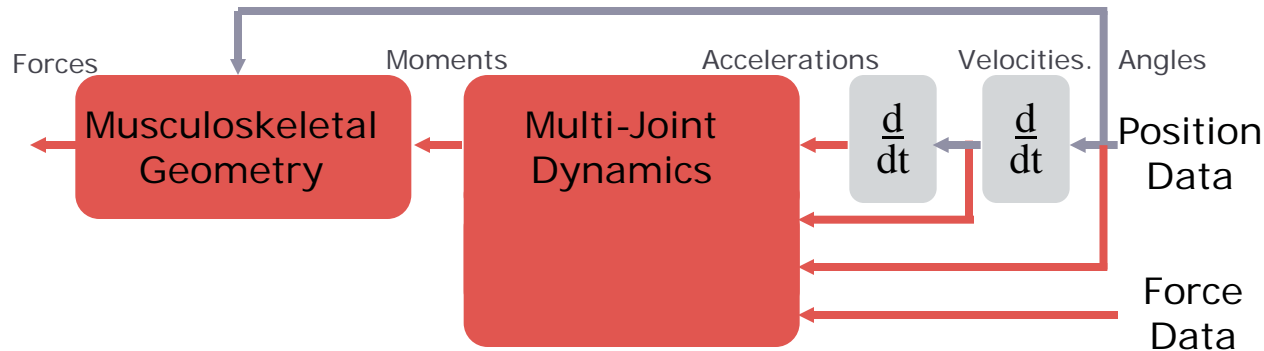 Forces
Moments
Accelerations
Velocities.
Angles
Musculoskeletal
Geometry
Multi-Joint
Dynamics
d
dt
d
dt
Position
Data
Force
Data